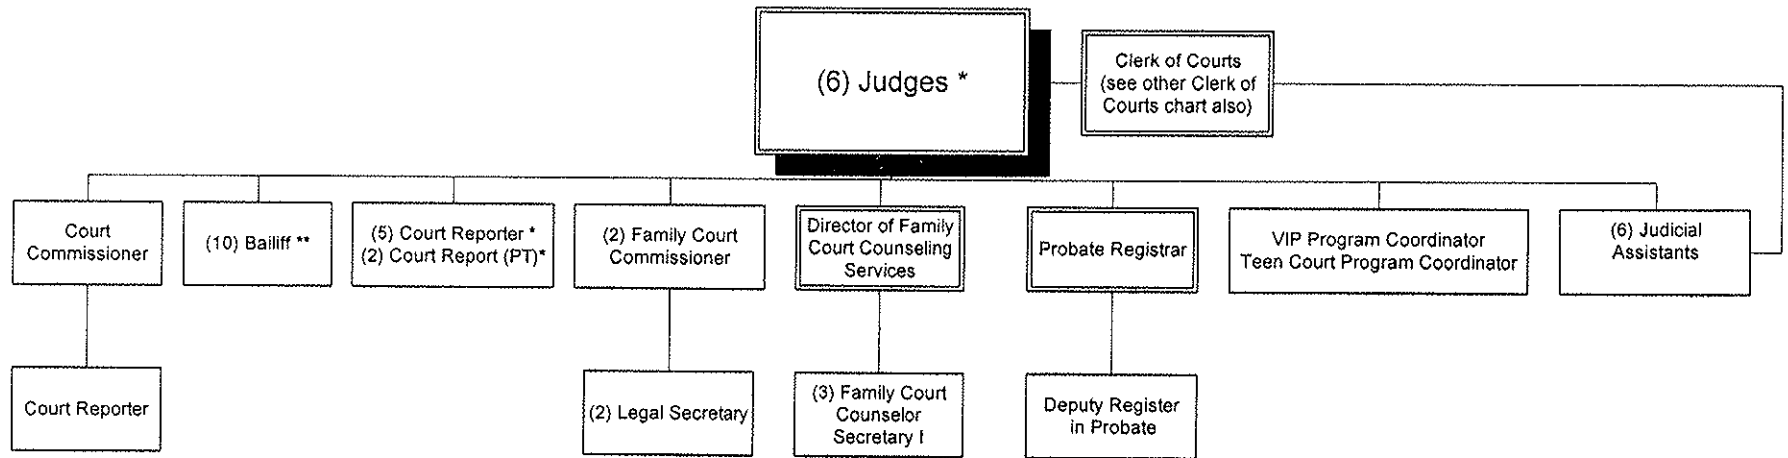 (6) Judges *
Clerk of Courts
(see other Clerk of
Courts chart also)
Court
Commissioner
(10) Bailiff **
(5) Court Reporter *
(2) Court Report (PT)*
(2) Family Court
Commissioner
Director of Family
Court Counseling
Services
Probate Registrar
VIP Program Coordinator
Teen Court Program Coordinator
(6) Judicial
Assistants
Court Reporter
(2) Legal Secretary
(3) Family Court
Counselor
Secretary I
Deputy Register
in Probate